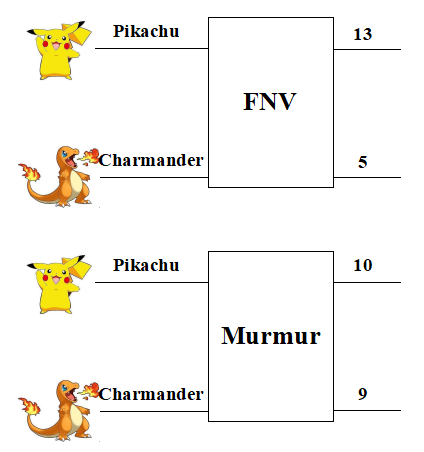 Pikachu 13
FNV
Charmander 5
Pikachu 10
Murmur
Charmander 9